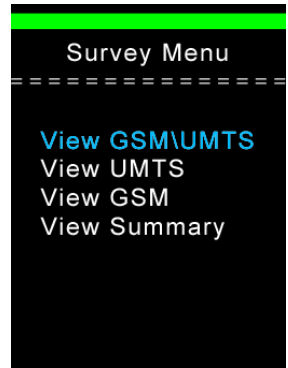 Survey Menu
==================
View GSM\UMTS
View UMTS
View GSM
View Summary